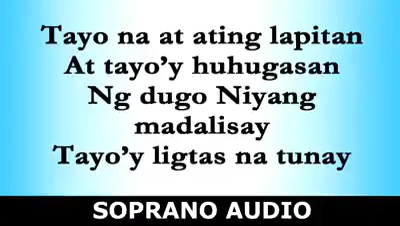 Tayo na at ating lapitan
At tayo’y huhugasan
Ng dugo Niyang
madalisay
Tayo’y ligtas na tunay
SOPRANO AUDIO